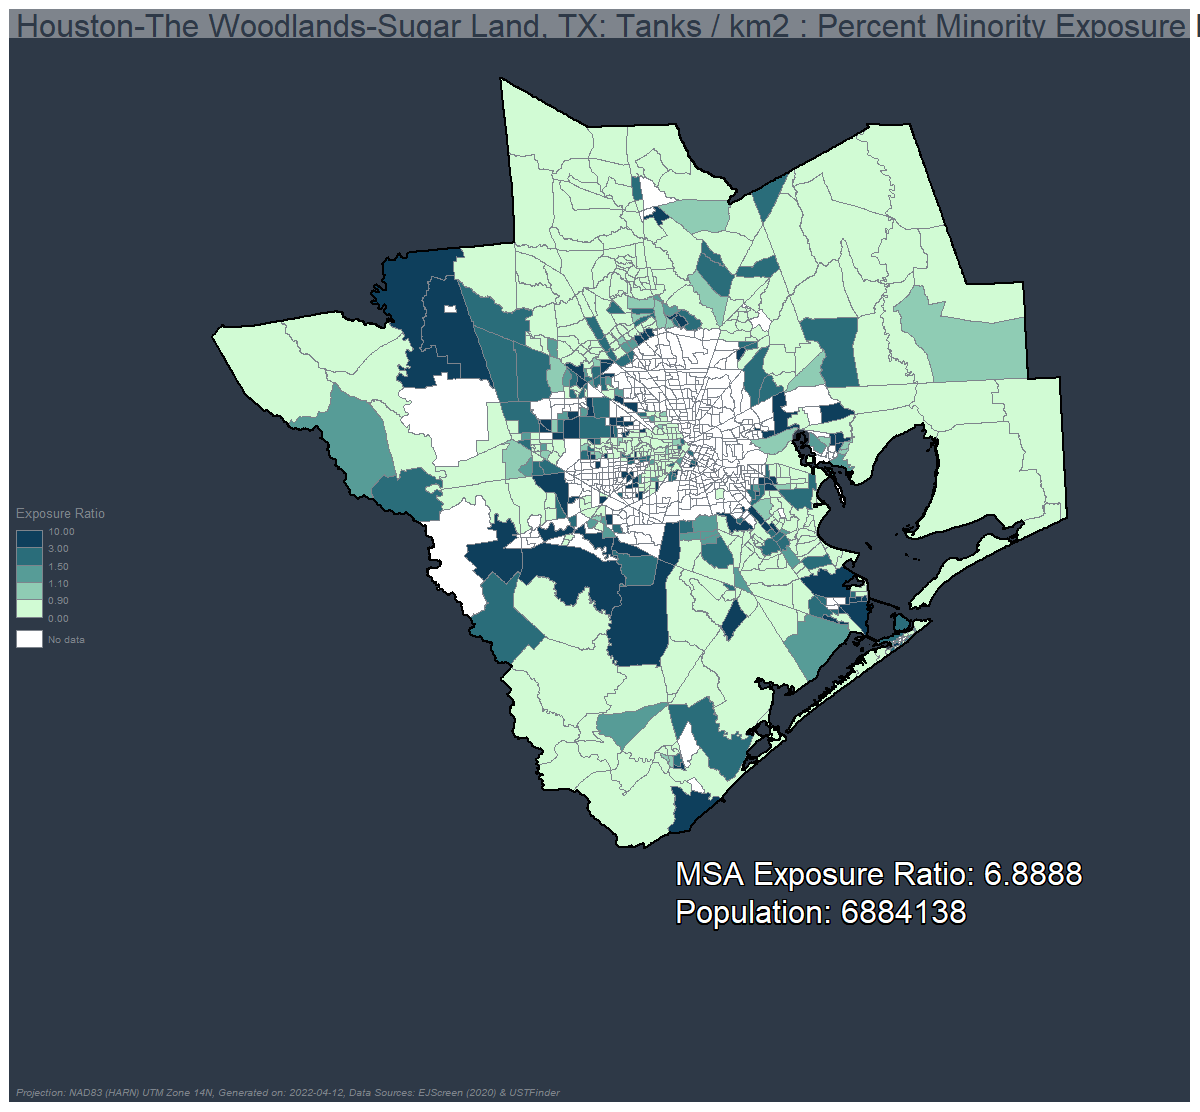 Houston-The Woodlands-Sugar Land, TX: Tanks / km2 : Percent Minority Exposure
Exposure Ratio
10.00
3.00
1.50
1.10
0.90
0.00
No data
MSA Exposure Ratio: 6.8888
Population: 6884138
Projection: NAD83 (HARN) UTM Zone 14N, Generated on: 2022-04-12, Data Sources: EJScreen (2020) & USTFinder